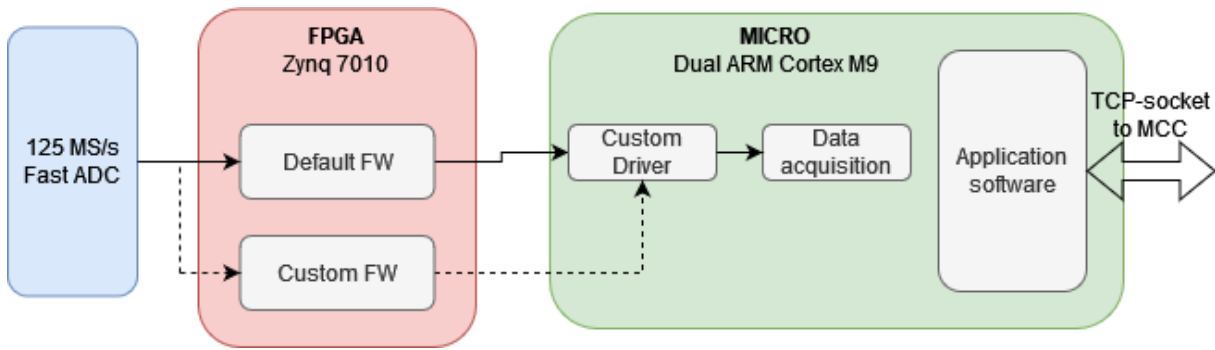 125 MS/s
Fast ADC
FPGA
Zynq 7010
Default FW
Custom FW
MICRO
Dual ARM Cortex M9
Custom
Driver
Data
acquisition
Application
software
TCP-socket
to MCC